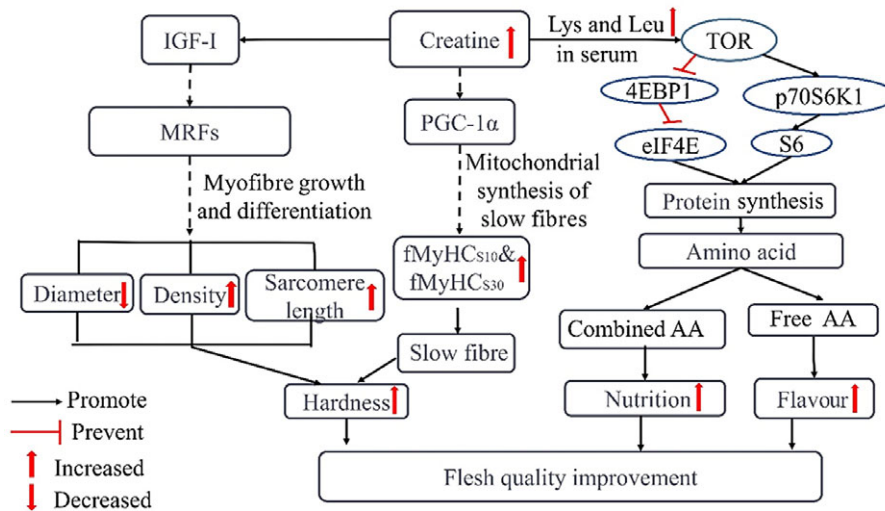 IGF-I
Creatine
Lys and Leu
in serum
TOR
4EBP1
p70S6K1
MRFs
PGC-1α
eIF4E
S6
Myofibre growth
and differentiation
Mitochondrial
synthesis of
slow fibres
Protein synthesis
Amino acid
fMyHCS10&
fMyHCS30
Diameter
Density
Sarcomere
length
Combined AA
Free AA
Slow fibre
Hardness
Nutrition
Flavour
Promote
Prevent
Increased
Decreased
Flesh quality improvement